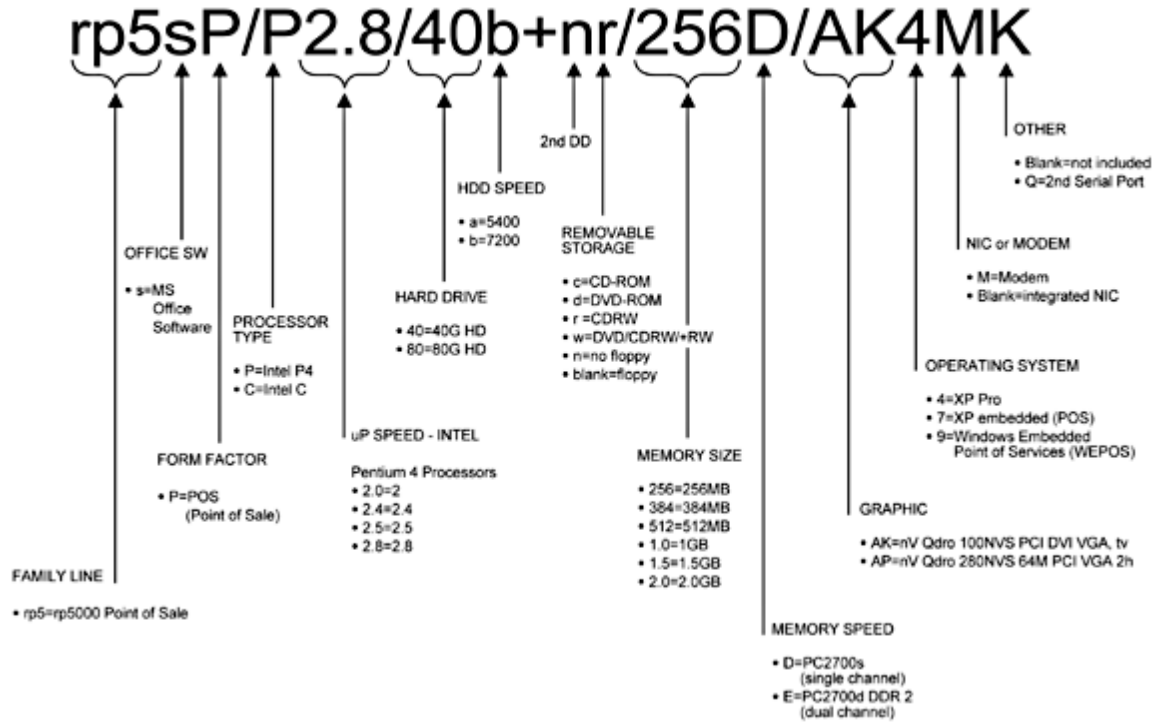 rp5sP/P2.8/40b+nr/256D/AK4MK
OTHER
• Blank=not included
• Q=2nd Serial Port
2nd DD
HDD SPEED
• a=5400
• b=7200
REMOVABLE
STORAGE
• c=CD-ROM
• d=DVD-ROM
• r =CDRW
• w=DVD/CDRW/+RW
• n=no floppy
• blank=floppy
NIC or MODEM
• M=Modem
• Blank=integrated NIC
OFFICE SW
• s=MS
Office
Software
HARD DRIVE
• 40=40G HD
• 80=80G HD
PROCESSOR
TYPE
• P=Intel P4
• C=Intel C
OPERATING SYSTEM
• 4=XP Pro
• 7=XP embedded (POS)
• 9=Windows Embedded
Point of Services (WEPOS)
uP SPEED - INTEL
Pentium 4 Processors
• 2.0=2
• 2.4=2.4
• 2.5=2.5
• 2.8=2.8
FORM FACTOR
• P=POS
(Point of Sale)
MEMORY SIZE
• 256=256MB
• 384=384MB
• 512=512MB
• 1.0=1GB
• 1.5=1.5GB
• 2.0=2.0GB
GRAPHIC
• AK=nV Qdro 100NVS PCI DVI VGA, tv
• AP=nV Qdro 280NVS 64M PCI VGA 2h
FAMILY LINE
• rp5=rp5000 Point of Sale
MEMORY SPEED
• D=PC2700s
(single channel)
• E=PC2700d DDR 2
(dual channel)